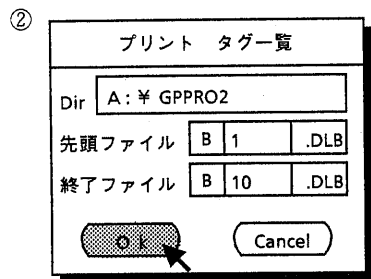 ②
プリント タグ一覧
Dir A:¥ GPPRO2
先頭ファイル B 1 .DLB
終了ファイル B 10 .DLB
Ok Cancel